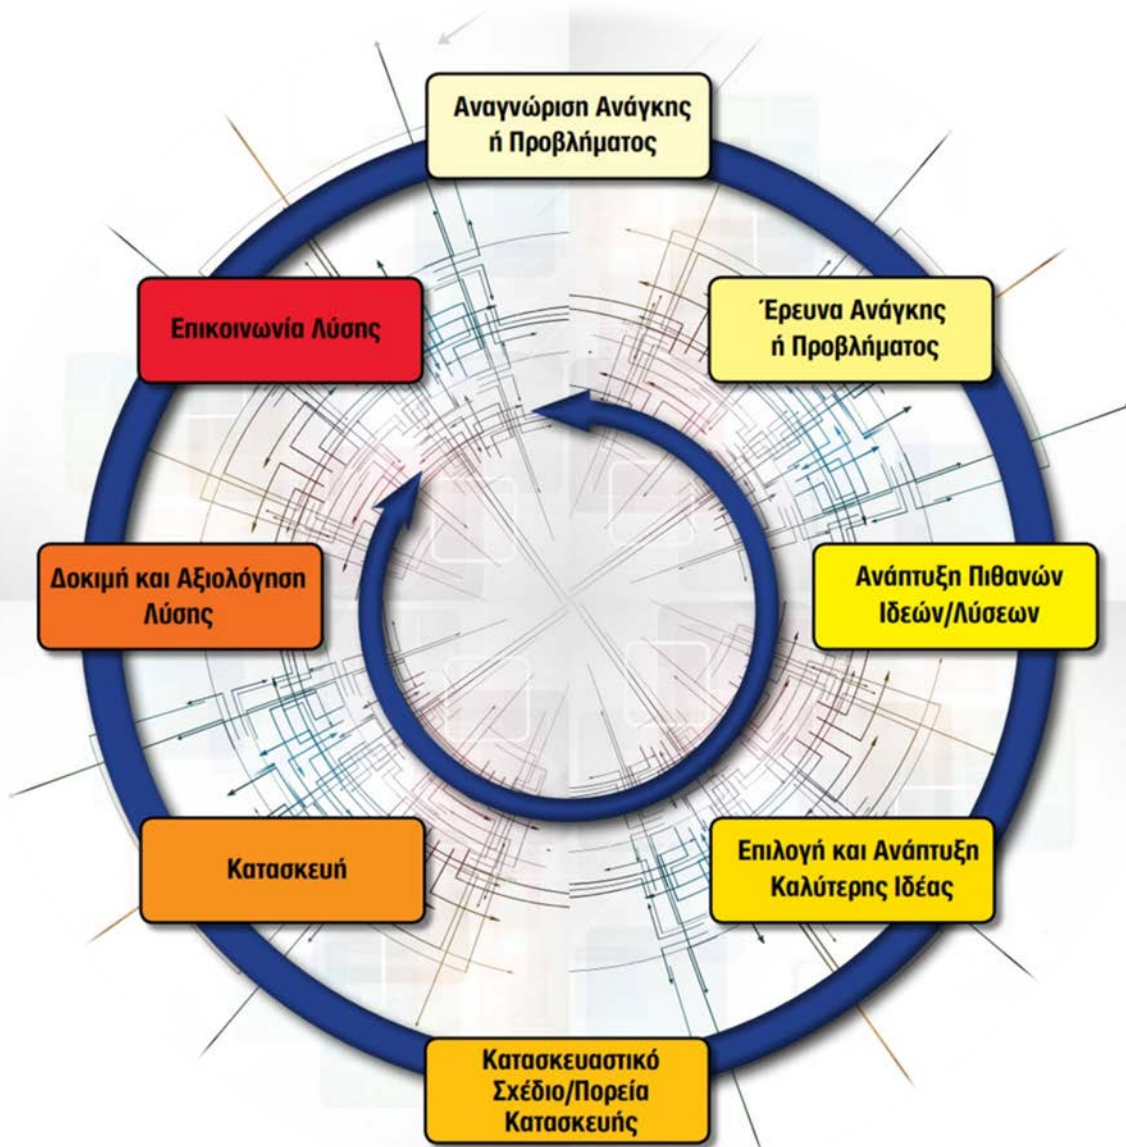 Αναγνώριση Ανάγκης
ή Προβλήματος
Έρευνα Ανάγκης
ή Προβλήματος
Ανάπτυξη Πιθανών
Ιδεών/Λύσεων
Επιλογή και Ανάπτυξη
Καλύτερης Ιδέας
Κατασκευαστικό
Σχέδιο/Πορεία
Κατασκευής
Κατασκευή
Δοκιμή και Αξιολόγηση
Λύσης
Επικοινωνία Λύσης